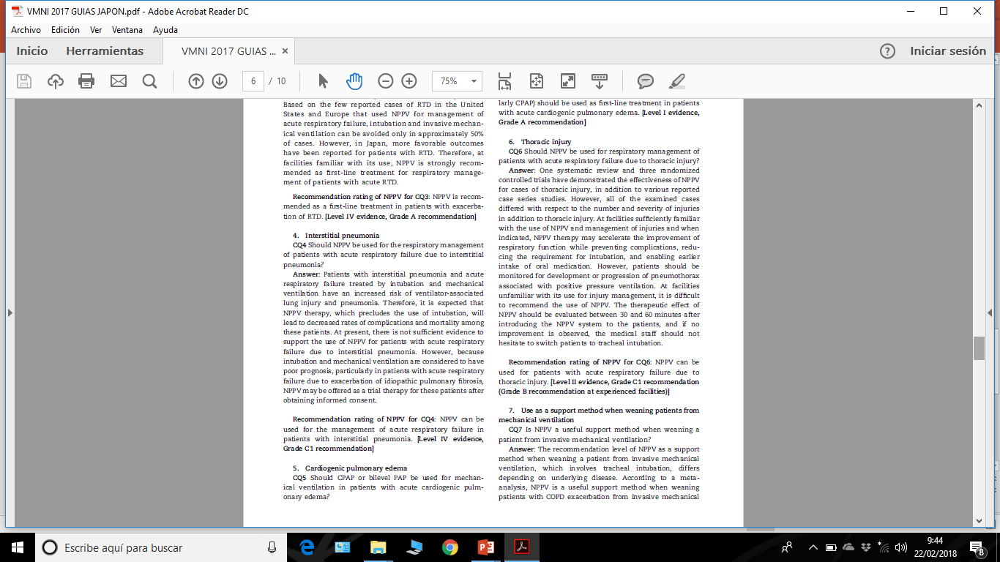 VMNI 2017 GUIAS JAPON.pdf - Adobe Acrobat Reader DC
Archivo Edición Ver Ventana Ayuda
Inicio Herramientas VMNI 2017 GUIAS ... × Iniciar sesión
6 / 10 75%
Based on the few reported cases of RTD in the United
States and Europe that used NPPV for management of
acute respiratory failure, intubation and invasive mechan-
ical ventilation can be avoided only in approximately 50%
of cases. However, in Japan, more favorable outcomes
have been reported for patients with RTD. Therefore, at
facilities familiar with its use, NPPV is strongly recom-
mended as first-line treatment for respiratory manage-
ment of patients with acute RTD.
Recommendation rating of NPPV for CQ3: NPPV is recom-
mended as a first-line treatment in patients with exacerba-
tion of RTD. [Level IV evidence, Grade A recommendation]
4. Interstitial pneumonia
CQ4 Should NPPV be used for the respiratory management
of patients with acute respiratory failure due to interstitial
pneumonia?
Answer: Patients with interstitial pneumonia and acute
respiratory failure treated by intubation and mechanical
ventilation have an increased risk of ventilator-associated
lung injury and pneumonia. Therefore, it is expected that
NPPV therapy, which precludes the use of intubation, will
lead to decreased rates of complications and mortality among
these patients. At present, there is not sufficient evidence to
support the use of NPPV for patients with acute respiratory
failure due to interstitial pneumonia. However, because
intubation and mechanical ventilation are considered to have
poor prognosis, particularly in patients with acute respiratory
failure due to exacerbation of idiopathic pulmonary fibrosis,
NPPV may be offered as a trial therapy for these patients after
obtaining informed consent.
Recommendation rating of NPPV for CQ4: NPPV can be
used for the management of acute respiratory failure in
patients with interstitial pneumonia. [Level IV evidence,
Grade C1 recommendation]
5. Cardiogenic pulmonary edema
CQ5 Should CPAP or bilevel PAP be used for mechan-
ical ventilation in patients with acute cardiogenic pulm-
onary edema?
larly CPAP) should be used as first-line treatment in patients
with acute cardiogenic pulmonary edema. [Level I evidence,
Grade A recommendation]
6. Thoracic injury
CQ6 Should NPPV be used for respiratory management of
patients with acute respiratory failure due to thoracic injury?
Answer: One systematic review and three randomized
controlled trials have demonstrated the effectiveness of NPPV
for cases of thoracic injury, in addition to various reported
case series studies. However, all of the examined cases
differed with respect to the number and severity of injuries
in addition to thoracic injury. At facilities sufficiently familiar
with the use of NPPV and management of injuries and when
indicated, NPPV therapy may accelerate the improvement of
respiratory function while preventing complications, redu-
cing the requirement for intubation, and enabling earlier
intake of oral medication. However, patients should be
monitored for development or progression of pneumothorax
associated with positive pressure ventilation. At facilities
unfamiliar with its use for injury management, it is difficult
to recommend the use of NPPV. The therapeutic effect of
NPPV should be evaluated between 30 and 60 minutes after
introducing the NPPV system to the patients, and if no
improvement is observed, the medical staff should not
hesitate to switch patients to tracheal intubation.
Recommendation rating of NPPV for CQ6: NPPV can be
used for patients with acute respiratory failure due to
thoracic injury. [Level II evidence, Grade C1 recommendation
(Grade B recommendation at experienced facilities)]
7. Use as a support method when weaning patients from
mechanical ventilation
CQ7 Is NPPV a useful support method when weaning a
patient from invasive mechanical ventilation?
Answer: The recommendation level of NPPV as a support
method when weaning a patient from invasive mechanical
ventilation, which involves tracheal intubation, differs
depending on underlying disease. According to a meta-
analysis, NPPV is a useful support method when weaning
patients with COPD exacerbation from invasive mechanical
Escribe aquí para buscar
9:44
22/02/2018
8